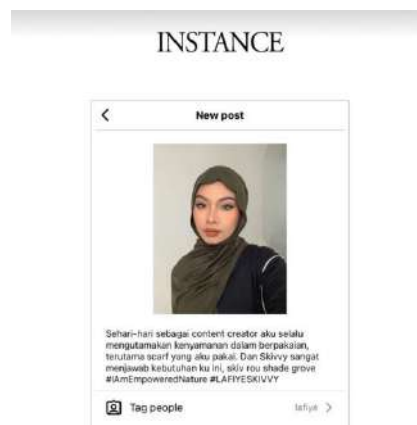 INSTANCE
New post
Sehari-hari sebagai content creator aku selalu
mengutamakan kenyamanan dalam berpakaian,
terutama scarf yang aku pakai. Dan Skivvy sangat
menjawab kebutuhan ku ini, skiv rou shade grove
#IAmEmpoweredNature #LAFIYESKIVVY
Tag people
lafiye